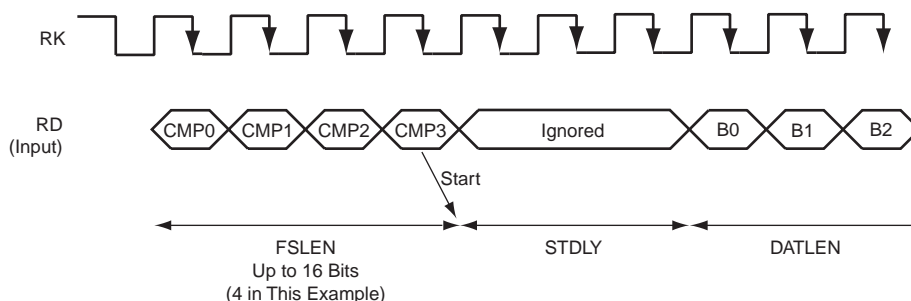 RK
RD
(Input)
CMP0 CMP1 CMP2 CMP3 Ignored B0 B1 B2
Start
FSLEN STDLY DATLEN
Up to 16 Bits
(4 in This Example)